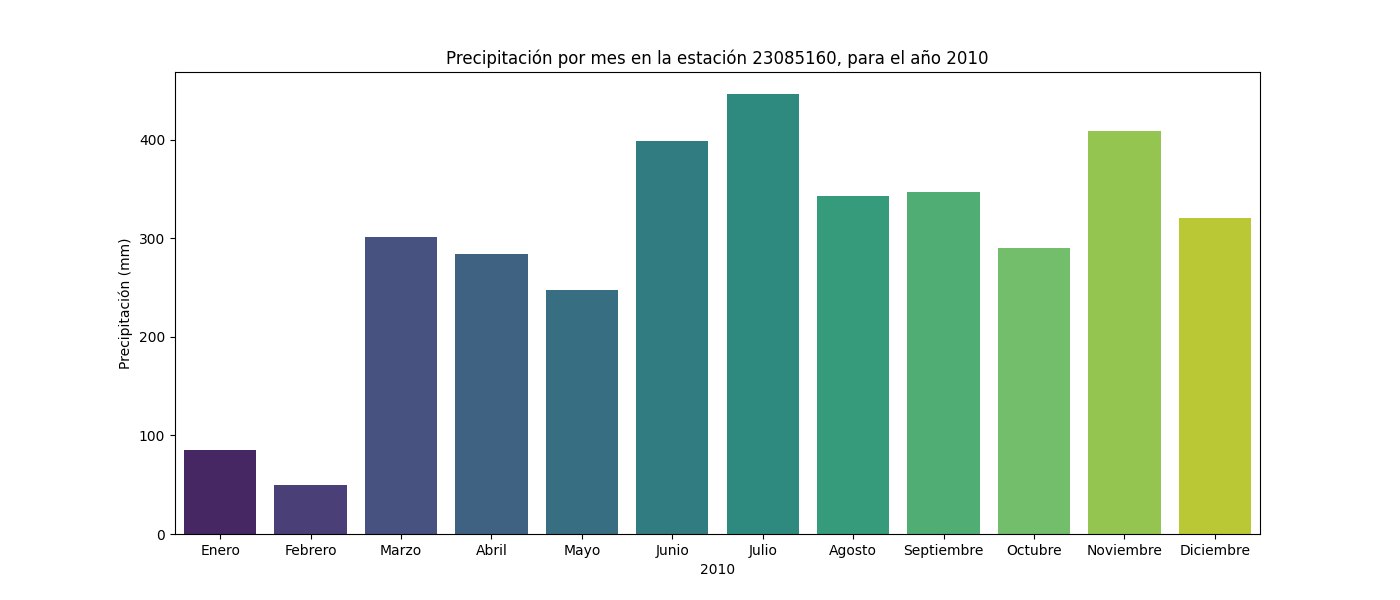 Precipitación por mes en la estación 23085160, para el año 2010
Precipitación (mm)
400
300
200
100
0
Enero Febrero Marzo Abril Mayo Junio Julio Agosto Septiembre Octubre Noviembre Diciembre
2010